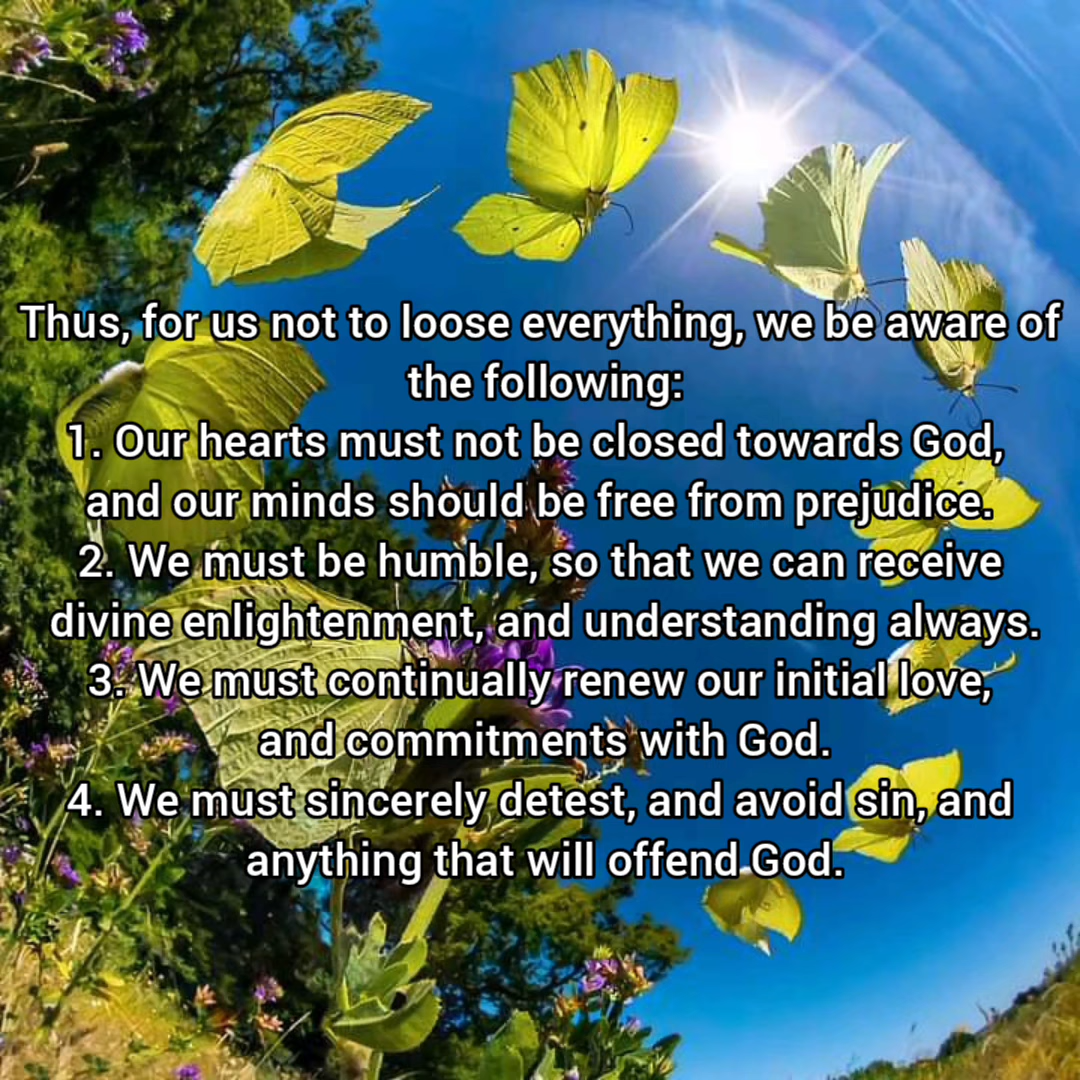 Thus, for us not to loose everything, we be aware of
the following:
1. Our hearts must not be closed towards God,
and our minds should be free from prejudice.
2. We must be humble, so that we can receive
divine enlightenment, and understanding always.
3. We must continually renew our initial love,
and commitments with God.
4. We must sincerely detest, and avoid sin, and
anything that will offend God.